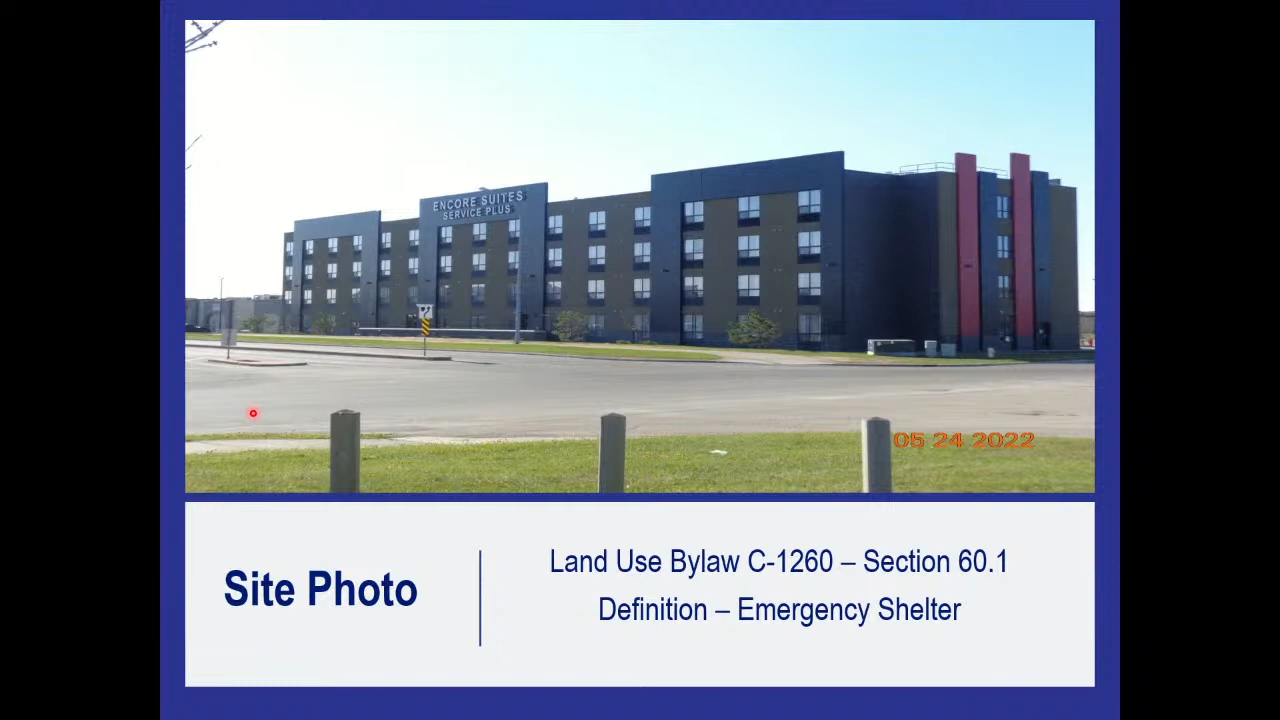 ENCORE SUITES
SERVICE PLUS
05 24 2022
Site Photo
Land Use Bylaw C-1260 – Section 60.1
Definition – Emergency Shelter